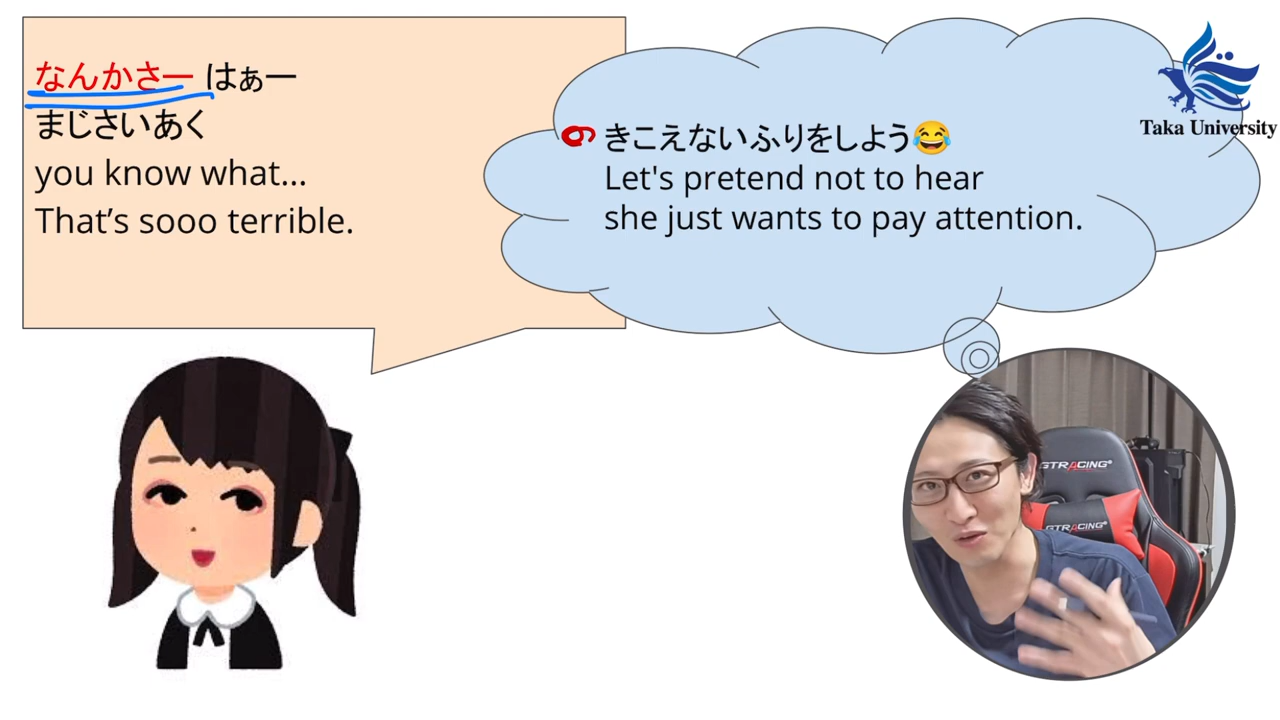 なんかさー はぁー
まじさいあく
you know what...
That's sooo terrible.
きこえないふりをしよう😂
Let's pretend not to hear
she just wants to pay attention.
Taka University
GTRACING
GTRACING